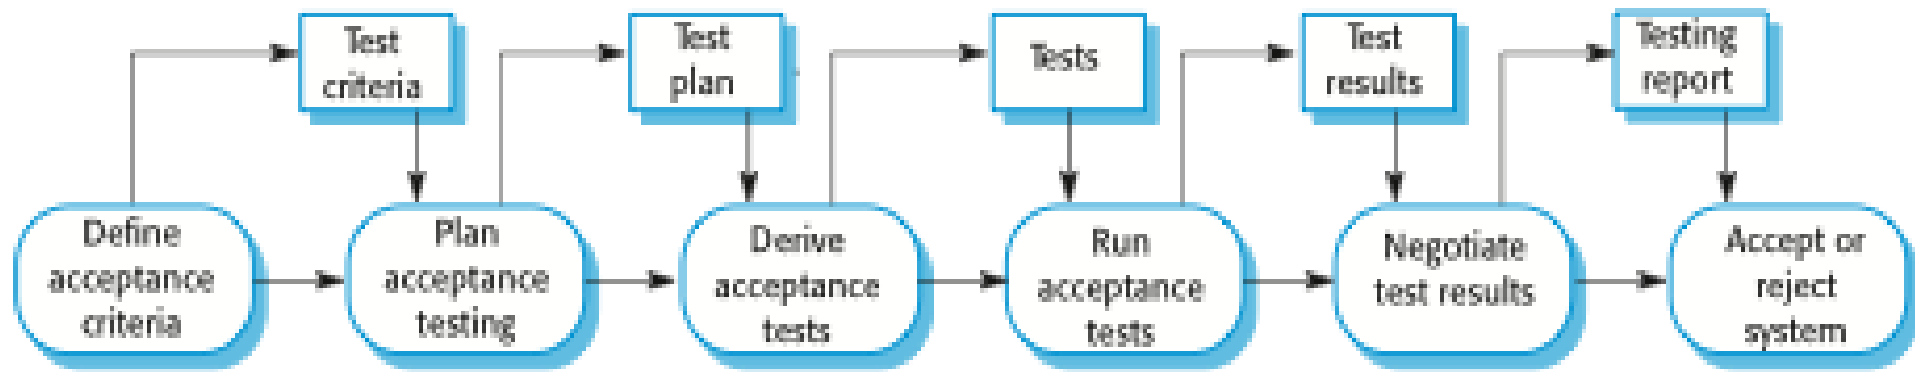 Test
criteria
Test
plan
Tests
Test
results
Testing
report
Define
acceptance
criteria
Plan
acceptance
testing
Derive
acceptance
tests
Run
acceptance
tests
Negotiate
test results
Accept or
reject
system